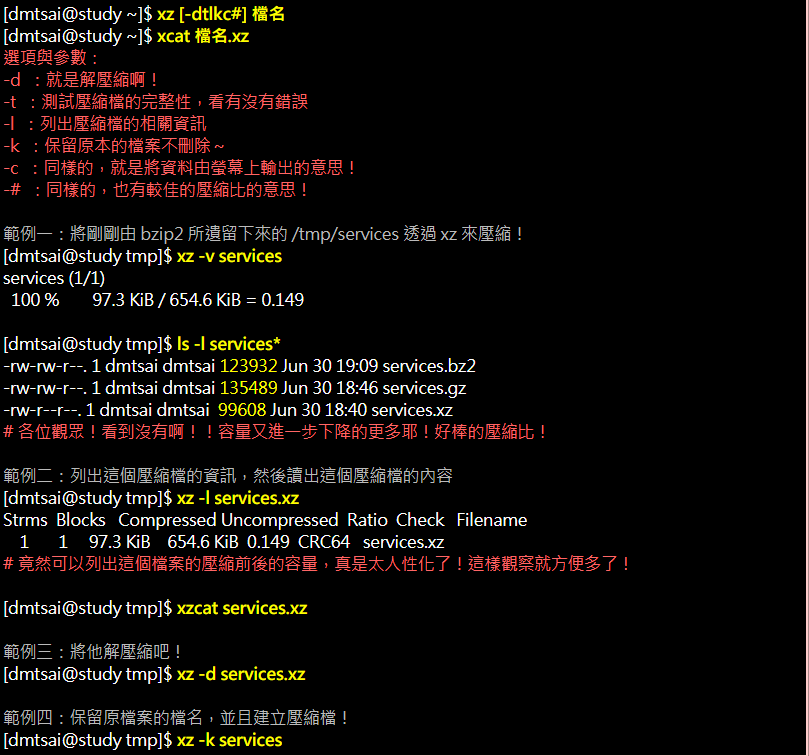 [dmtsai@study ~]$ xz [-dtlkc#] 檔名
[dmtsai@study ~]$ xcat 檔名.xz
選項與參數：
-d ：就是解壓縮啊！
-t ：測試壓縮檔的完整性，看有沒有錯誤
-l ：列出壓縮檔的相關資訊
-k ：保留原本的檔案不刪除～
-c ：同樣的，就是將資料由螢幕上輸出的意思！
-# ：同樣的，也有較佳的壓縮比的意思！
範例一：將剛剛由 bzip2 所遺留下來的 /tmp/services 透過 xz 來壓縮！
[dmtsai@study tmp]$ xz -v services
services (1/1)
100 % 97.3 KiB / 654.6 KiB = 0.149
[dmtsai@study tmp]$ ls -l services*
-rw-rw-r--. 1 dmtsai dmtsai 123932 Jun 30 19:09 services.bz2
-rw-rw-r--. 1 dmtsai dmtsai 135489 Jun 30 18:46 services.gz
-rw-r--r--. 1 dmtsai dmtsai 99608 Jun 30 18:40 services.xz
# 各位觀眾！看到沒有啊！！容量又進一步下降的更多耶！好棒的壓縮比！
範例二：列出這個壓縮檔的資訊，然後讀出這個壓縮檔的內容
[dmtsai@study tmp]$ xz -l services.xz
Strms Blocks Compressed Uncompressed Ratio Check Filename
1 1 97.3 KiB 654.6 KiB 0.149 CRC64 services.xz
# 竟然可以列出這個檔案的壓縮前後的容量，真是太人性化了！這樣觀察就方便多了！
[dmtsai@study tmp]$ xzcat services.xz
範例三：將他解壓縮吧！
[dmtsai@study tmp]$ xz -d services.xz
範例四：保留原檔案的檔名，並且建立壓縮檔！
[dmtsai@study tmp]$ xz -k services